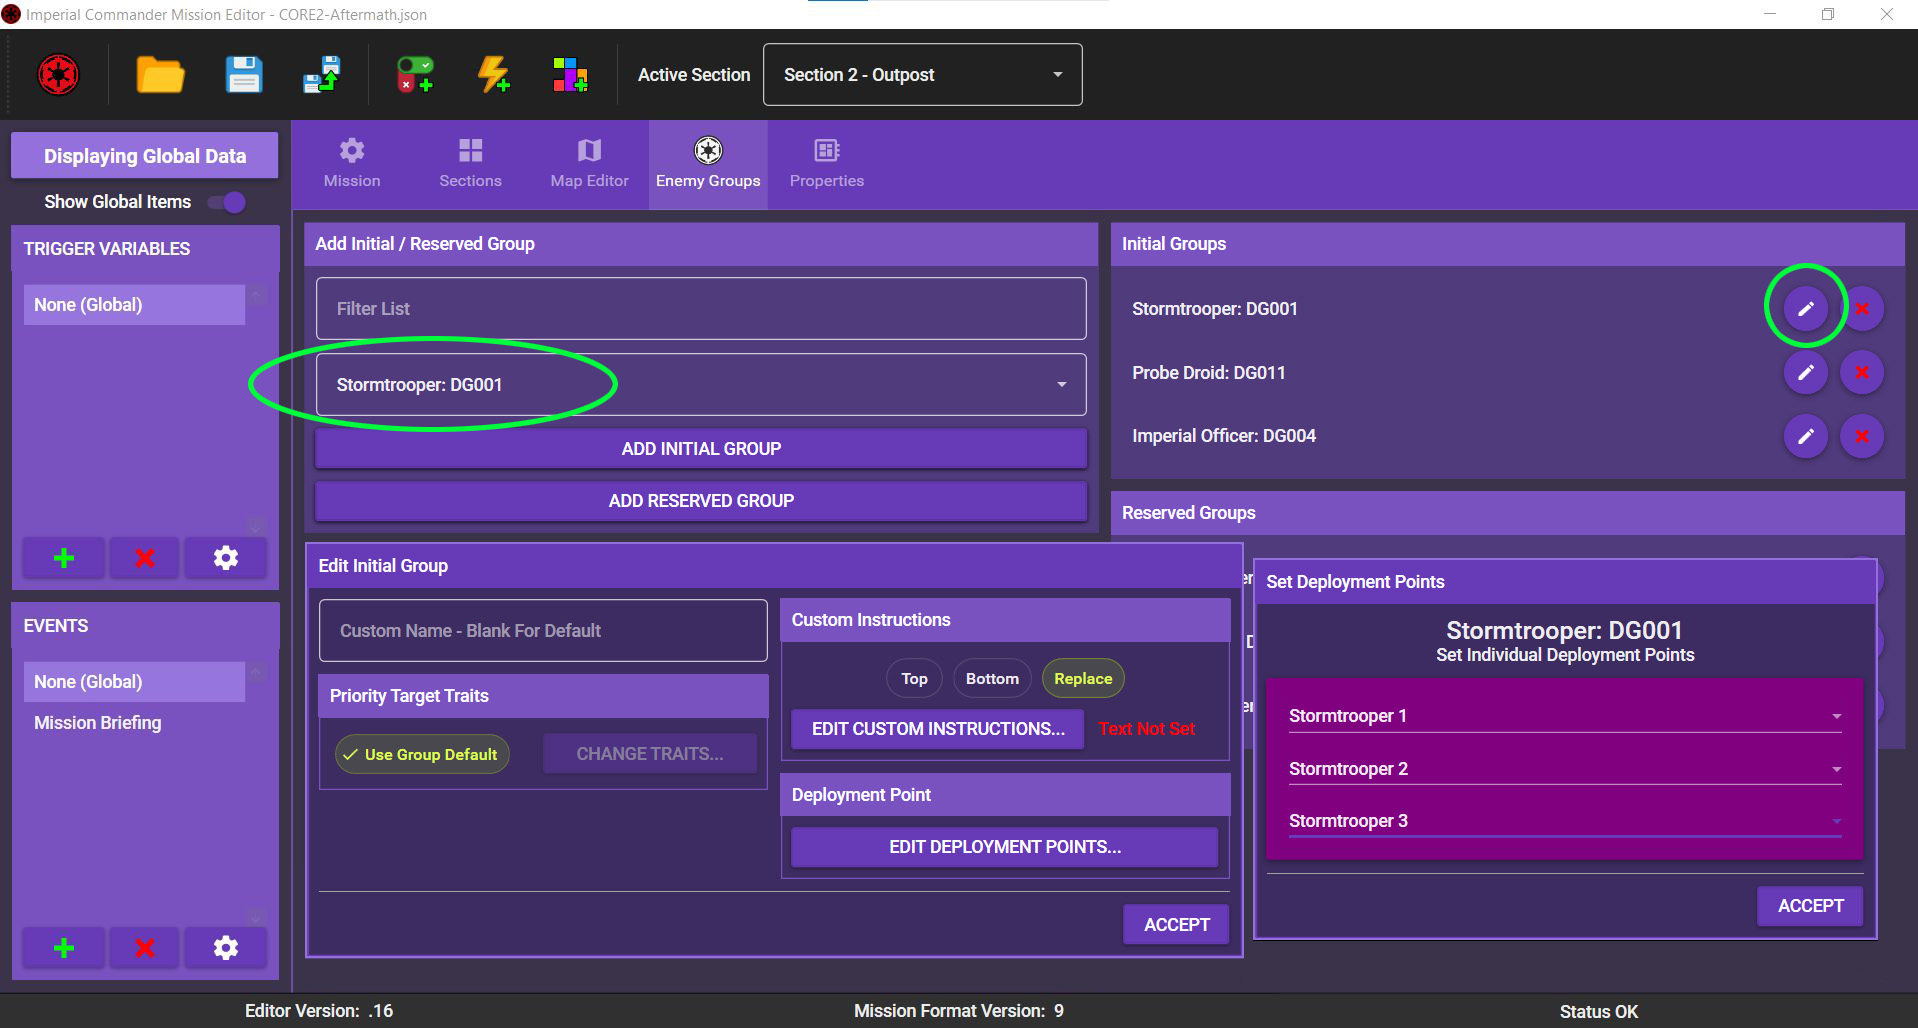 Imperial Commander Mission Editor - CORE2-Aftermath.json
Active Section
Section 2 - Outpost
Displaying Global Data
Show Global Items
TRIGGER VARIABLES
None (Global)
EVENTS
None (Global)
Mission Briefing
Mission
Sections
Map Editor
Enemy Groups
Properties
Add Initial / Reserved Group
Filter List
Stormtrooper: DG001
ADD INITIAL GROUP
ADD RESERVED GROUP
Initial Groups
Stormtrooper: DG001
Probe Droid: DG011
Imperial Officer: DG004
Reserved Groups
Edit Initial Group
Custom Name - Blank For Default
Priority Target Traits
Use Group Default
CHANGE TRAITS...
Custom Instructions
Top
Bottom
Replace
EDIT CUSTOM INSTRUCTIONS...
Text Not Set
Deployment Point
EDIT DEPLOYMENT POINTS...
ACCEPT
Set Deployment Points
Stormtrooper: DG001
Set Individual Deployment Points
Stormtrooper 1
Stormtrooper 2
Stormtrooper 3
ACCEPT
Editor Version: .16
Mission Format Version: 9
Status OK